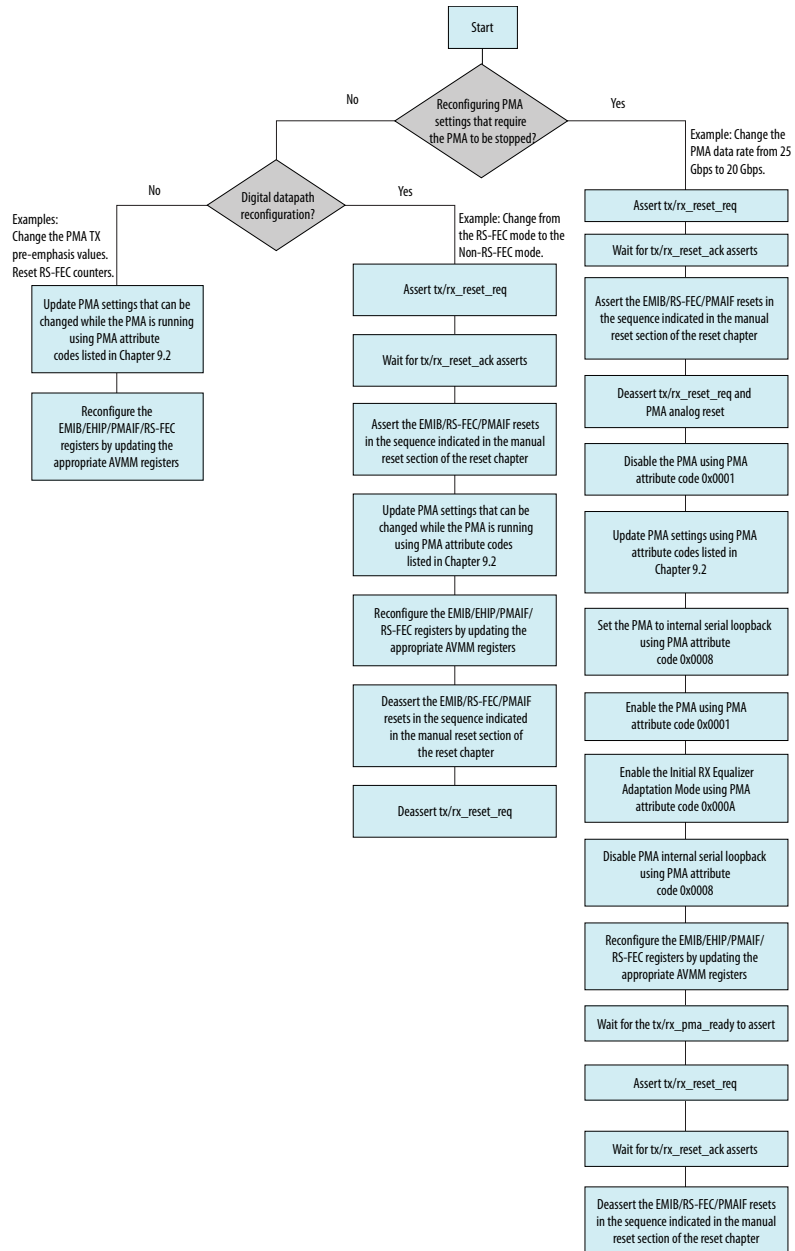 Start
Reconfiguring PMA
settings that require
the PMA to be stopped?
No
Yes
Digital datapath
reconfiguration?
No
Yes
Examples:
Change the PMA TX
pre-emphasis values.
Reset RS-FEC counters.
Update PMA settings that can be
changed while the PMA is running
using PMA attribute
codes listed in Chapter 9.2
Reconfigure the
EMIB/EHIP/PMAIF/RS-FEC
registers by updating the
appropriate AVMM registers
Example: Change from
the RS-FEC mode to the
Non-RS-FEC mode.
Assert tx/rx_reset_req
Wait for tx/rx_reset_ack asserts
Assert the EMIB/RS-FEC/PMAIF resets
in the sequence indicated in the manual
reset section of the reset chapter
Update PMA settings that can be
changed while the PMA is running
using PMA attribute codes
listed in Chapter 9.2
Reconfigure the EMIB/EHIP/PMAIF/
RS-FEC registers by updating the
appropriate AVMM registers
Deassert the EMIB/RS-FEC/PMAIF
resets in the sequence indicated
in the manual reset section of
the reset chapter
Deassert tx/rx_reset_req
Example: Change the
PMA data rate from 25
Gbps to 20 Gbps.
Assert tx/rx_reset_req
Wait for tx/rx_reset_ack asserts
Assert the EMIB/RS-FEC/PMAIF resets in
the sequence indicated in the manual
reset section of the reset chapter
Deassert tx/rx_reset_req and
PMA analog reset
Disable the PMA using PMA
attribute code 0x0001
Update PMA settings using PMA
attribute codes listed in
Chapter 9.2
Set the PMA to internal serial loopback
using PMA attribute
code 0x0008
Enable the PMA using PMA
attribute code 0x0001
Enable the Initial RX Equalizer
Adaptation Mode using PMA
attribute code 0x000A
Disable PMA internal serial loopback
using PMA attribute
code 0x0008
Reconfigure the EMIB/EHIP/PMAIF/
RS-FEC registers by updating the
appropriate AVMM registers
Wait for the tx/rx_pma_ready to assert
Assert tx/rx_reset_req
Wait for tx/rx_reset_ack asserts
Deassert the EMIB/RS-FEC/PMAIF resets
in the sequence indicated in the manual
reset section of the reset chapter